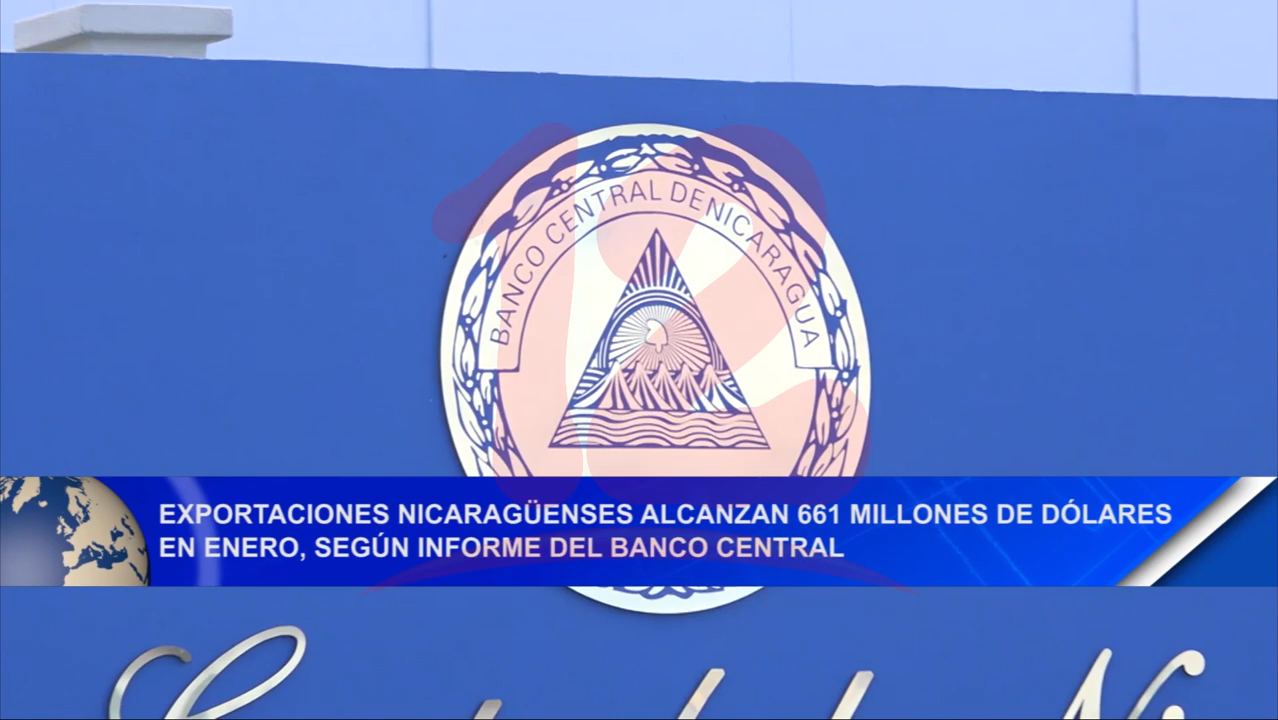 BANCO CENTRAL DE NICARAGUA
EXPORTACIONES NICARAGÜENSES ALCANZAN 661 MILLONES DE DÓLARES
EN ENERO, SEGÚN INFORME DEL BANCO CENTRAL